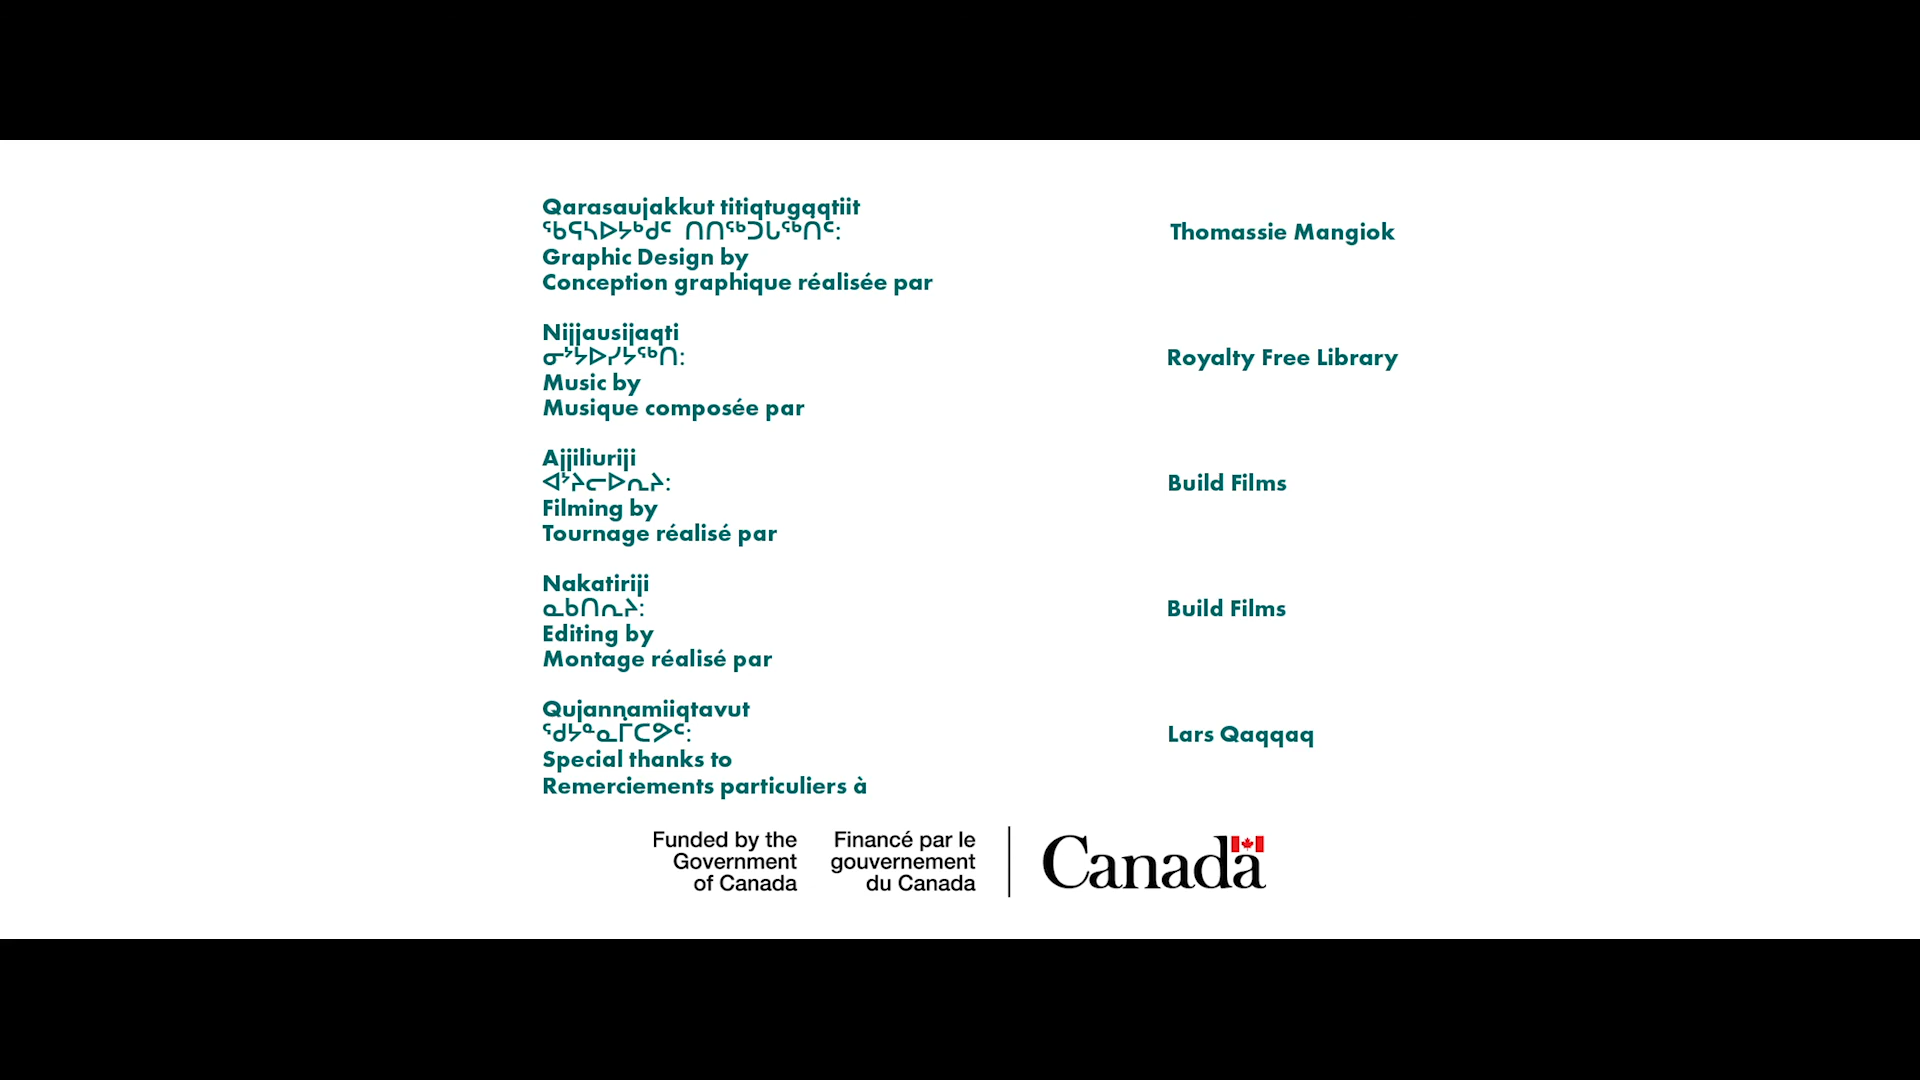 Qarasaujakkut titiqtugaqtiit
ᖃᕋᓴᐅᔭᒃᑯᑦ ᑎᑎᖅᑐᒐᖅᑎᑦ:
Graphic Design by
Conception graphique réalisée par
Thomassie Mangiok
Nijjausijaqti
ᓂᔾᔭᐅᓯᔭᖅᑎ:
Music by
Musique composée par
Royalty Free Library
Ajjiliuriji
ᐊᔾᔨᓕᐅᕆᔨ:
Filming by
Tournage réalisé par
Build Films
Nakatiriji
ᓇᑲᑎᕆᔨ:
Editing by
Montage réalisé par
Build Films
Qujannamiiqtavut
ᖁᔭᓐᓇᒦᑕᕗᑦ:
Special thanks to
Remerciements particuliers à
Lars Qaqqaq
Funded by the
Government
of Canada
Financé par le
gouvernement
du Canada
Canada